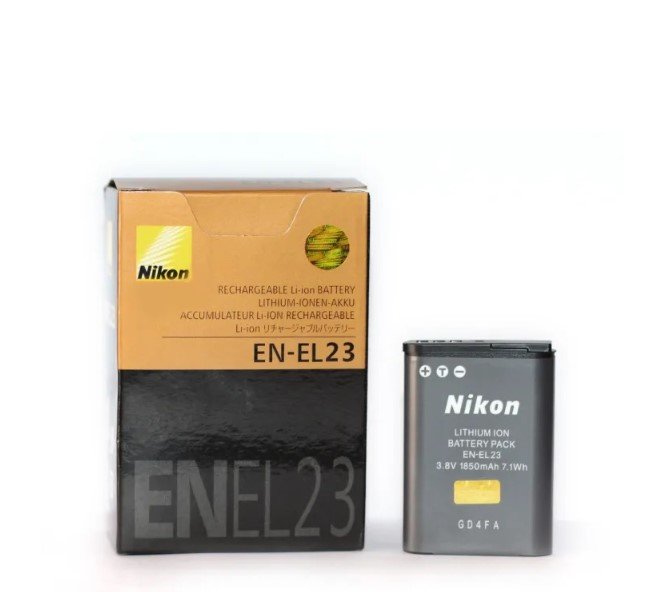 Nikon
RECHARGEABLE Li-ion BATTERY
LITHIUM-IONEN-AKKU
ACCUMULATEUR Li-ION RECHARGEABLE
Li-ion リチャージャブルバッテリー
EN-EL23
ENEL23
+ T -
Nikon
LITHIUM ION
BATTERY PACK
EN-EL23
3.8V 1850mAh 7.1Wh
GD4FA